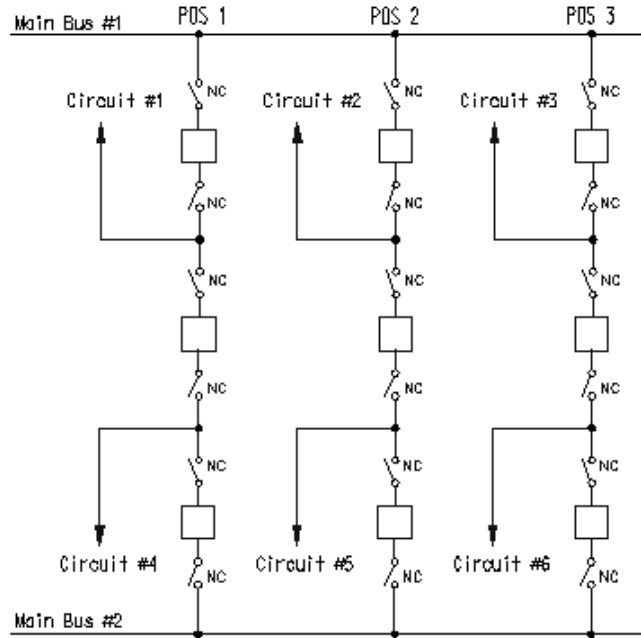 POS 1 POS 2 POS 3
Main Bus #1
NC NC NC
Circuit #1 Circuit #2 Circuit #3
NC NC NC
NC NC NC
NC NC NC
NC NC NC
Circuit #4 Circuit #5 Circuit #6
NC NC NC
Main Bus #2